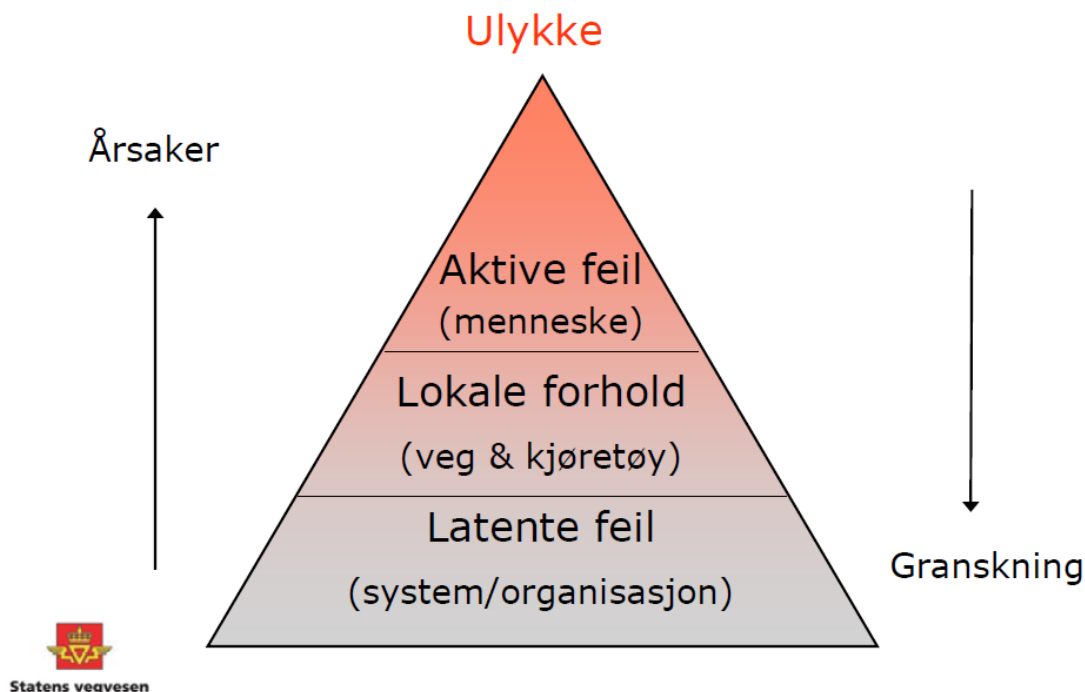 Ulykke
Årsaker
Aktive feil
(menneske)
Lokale forhold
(veg & kjøretøy)
Latente feil
(system/organisasjon)
Granskning
Statens vegvesen